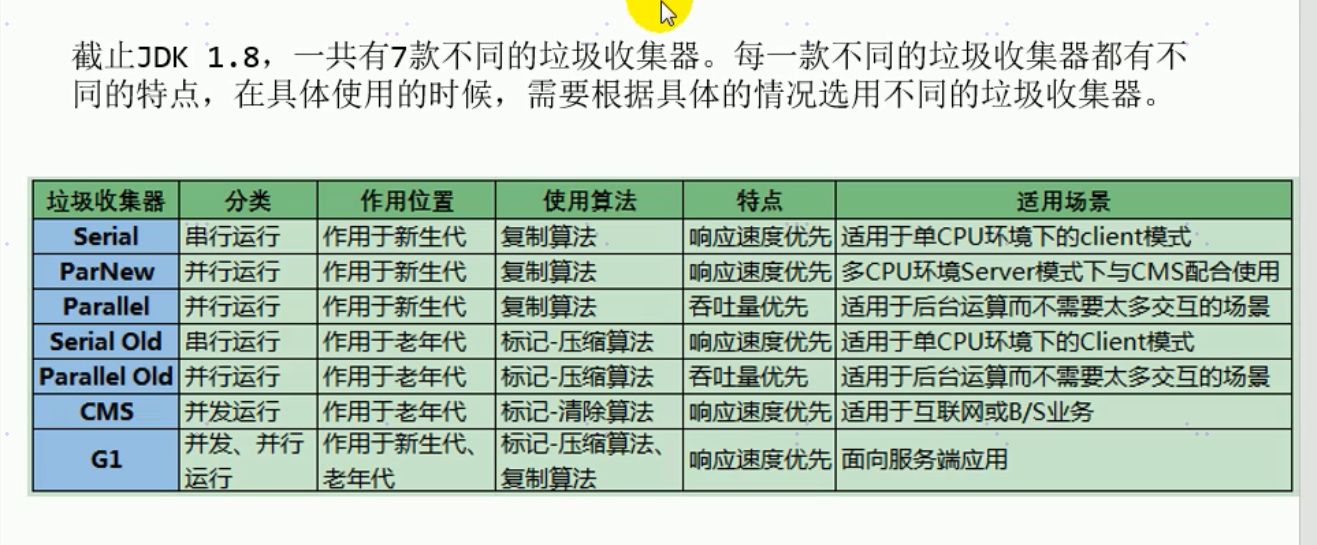 截止JDK 1.8，一共有7款不同的垃圾收集器。每一款不同的垃圾收集器都有不
同的特点，在具体使用的时候，需要根据具体的情况选用不同的垃圾收集器。
垃圾收集器 分类 作用位置 使用算法 特点 适用场景
Serial 串行运行 作用于新生代 复制算法 响应速度优先 适用于单CPU环境下的client模式
ParNew 并行运行 作用于新生代 复制算法 响应速度优先 多CPU环境Server模式下与CMS配合使用
Parallel 并行运行 作用于新生代 复制算法 吞吐量优先 适用于后台运算而不需要太多交互的场景
Serial Old 串行运行 作用于老年代 标记-压缩算法 响应速度优先 适用于单CPU环境下的Client模式
Parallel Old 并行运行 作用于老年代 标记-压缩算法 吞吐量优先 适用于后台运算而不需要太多交互的场景
CMS 并发运行 作用于老年代 标记-清除算法 响应速度优先 适用于互联网或B/S业务
G1 并发、并行 作用于新生代、 标记-压缩算法、 响应速度优先 面向服务端应用
运行 老年代 复制算法